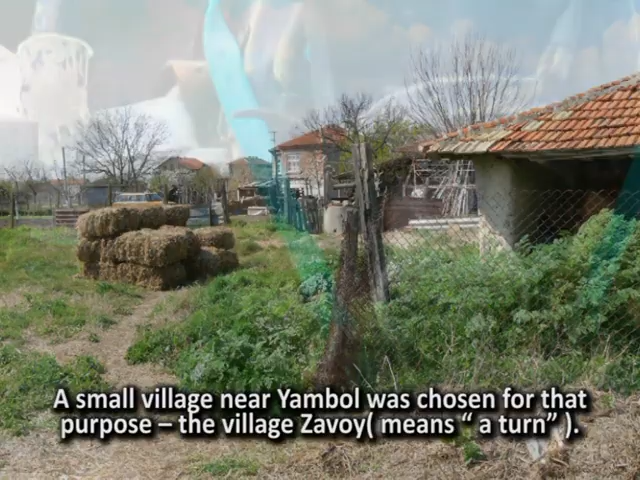 A small village near Yambol was chosen for that
purpose – the village Zavoy( means “ a turn” ).